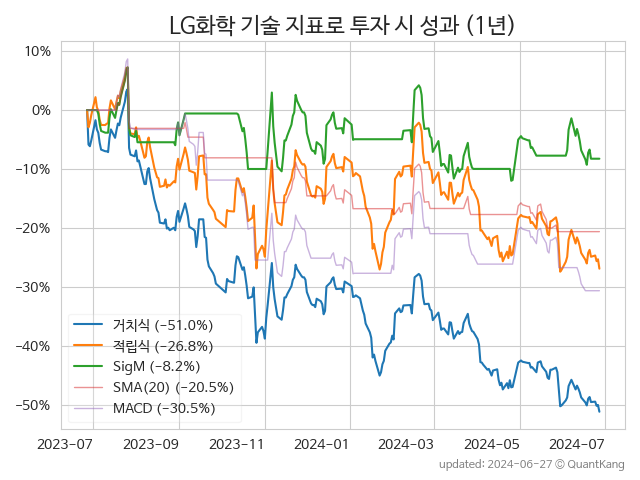 LG화학 기술 지표로 투자 시 성과 (1년)
10%
0%
−10%
−20%
−30%
−40%
−50%
거치식 (−51.0%)
적립식 (−26.8%)
SigM (−8.2%)
SMA(20) (−20.5%)
MACD (−30.5%)
2023-07 2023-09 2023-11 2024-01 2024-03 2024-05 2024-07
updated: 2024-06-27 © QuantKang